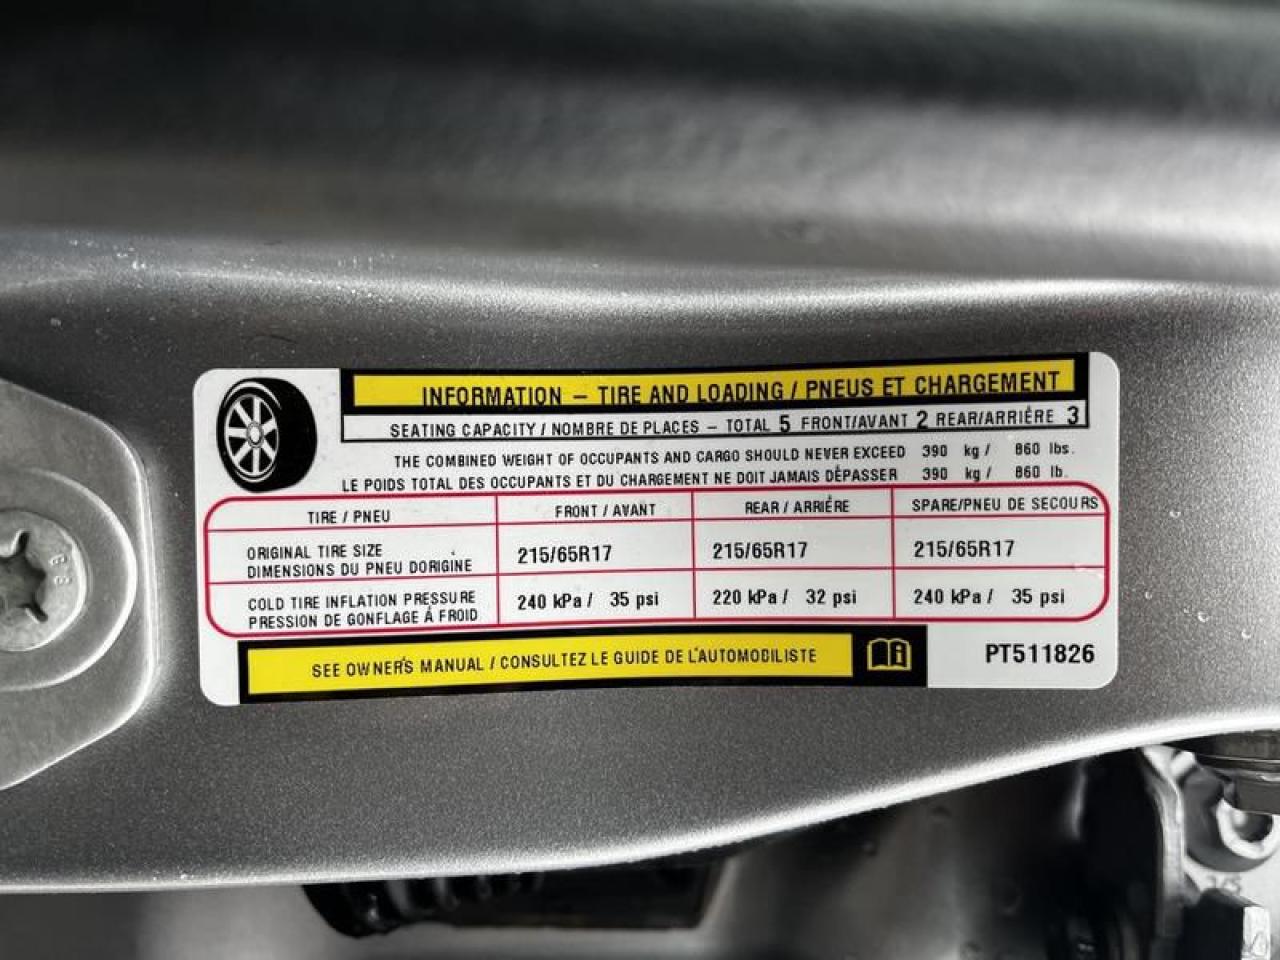 INFORMATION – TIRE AND LOADING / PNEUS ET CHARGEMENT
SEATING CAPACITY / NOMBRE DE PLACES – TOTAL 5 FRONT/AVANT 2 REAR/ARRIÈRE 3
THE COMBINED WEIGHT OF OCCUPANTS AND CARGO SHOULD NEVER EXCEED 390 kg / 860 lbs.
LE POIDS TOTAL DES OCCUPANTS ET DU CHARGEMENT NE DOIT JAMAIS DÉPASSER 390 kg / 860 lb.
TIRE / PNEU FRONT / AVANT REAR / ARRIÉRE SPARE/PNEU DE SECOURS
ORIGINAL TIRE SIZE
DIMENSIONS DU PNEU DORIGINE 215/65R17 215/65R17 215/65R17
COLD TIRE INFLATION PRESSURE
PRESSION DE GONFLAGE Á FROID 240 kPa / 35 psi 220 kPa / 32 psi 240 kPa / 35 psi
SEE OWNER'S MANUAL / CONSULTEZ LE GUIDE DE L'AUTOMOBILISTE
PT511826